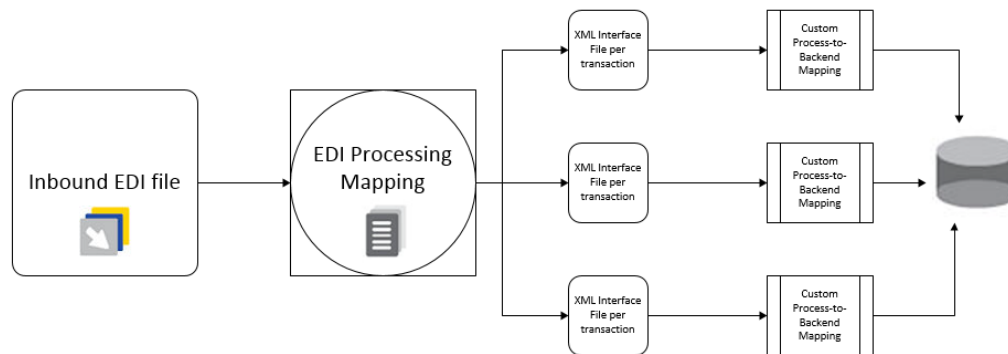 Inbound EDI file
EDI Processing
Mapping
XML Interface
File per
transaction
Custom
Process-to-
Backend
Mapping
XML Interface
File per
transaction
Custom
Process-to-
Backend
Mapping
XML Interface
File per
transaction
Custom
Process-to-
Backend
Mapping